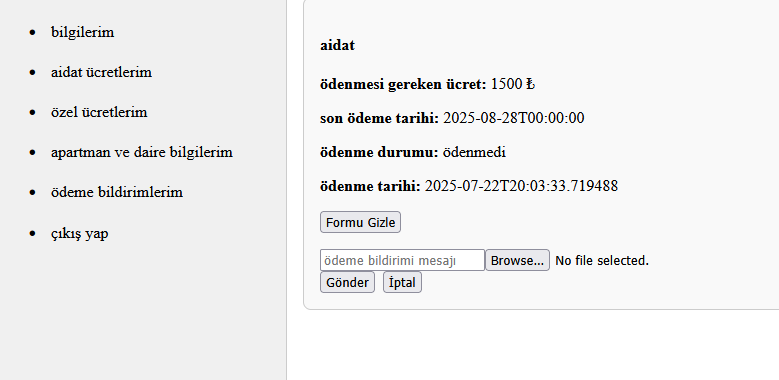 bilgilerim
aidat ücretlerim
özel ücretlerim
apartman ve daire bilgilerim
ödeme bildirimlerim
çıkış yap
aidat
ödenmesi gereken ücret: 1500 ₺
son ödeme tarihi: 2025-08-28T00:00:00
ödenme durumu: ödenmedi
ödenme tarihi: 2025-07-22T20:03:33.719488
Formu Gizle
ödeme bildirimi mesajı Browse... No file selected.
Gönder İptal